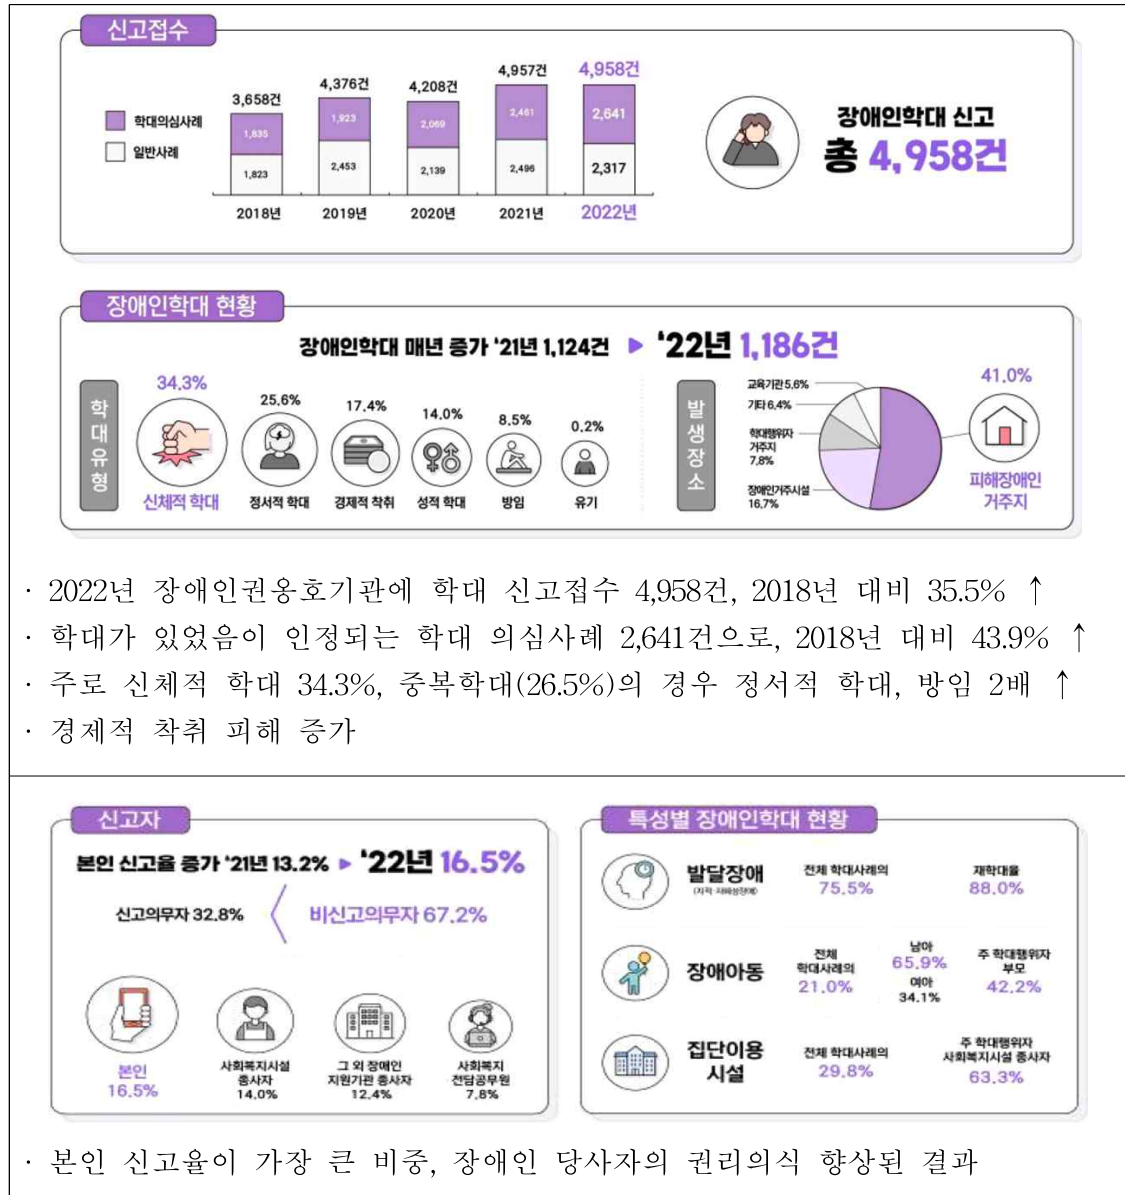 신고접수
학대의심사례
일반사례
3,658건
1,835
1,823
2018년
4,376건
1,923
2,453
2019년
4,208건
2,069
2,139
2020년
4,957건
2,461
2,496
2021년
4,958건
2,641
2,317
2022년
장애인학대 신고
총 4,958건
장애인학대 현황
장애인학대 매년 증가 '21년 1,124건 ▶ '22년 1,186건
학대유형
34.3%
신체적 학대
25.6%
정서적 학대
17.4%
경제적 착취
14.0%
성적 학대
8.5%
방임
0.2%
유기
발생장소
교육기관 5.6%
기타 6.4%
학대행위자
거주지
7.8%
장애인거주시설
16.7%
41.0%
피해장애인
거주지
· 2022년 장애인권옹호기관에 학대 신고접수 4,958건, 2018년 대비 35.5% ↑
· 학대가 있었음이 인정되는 학대 의심사례 2,641건으로, 2018년 대비 43.9% ↑
· 주로 신체적 학대 34.3%, 중복학대(26.5%)의 경우 정서적 학대, 방임 2배 ↑
· 경제적 착취 피해 증가
신고자
본인 신고율 증가 '21년 13.2% ▶ '22년 16.5%
신고의무자 32.8%
비신고의무자 67.2%
본인
16.5%
사회복지시설
종사자
14.0%
그 외 장애인
지원기관 종사자
12.4%
사회복지
전담공무원
7.8%
특성별 장애인학대 현황
발달장애
(지적·자폐성장애)
전체 학대사례의
75.5%
재학대율
88.0%
장애아동
전체
학대사례의
21.0%
남아
65.9%
여아
34.1%
주 학대행위자
부모
42.2%
집단이용
시설
전체 학대사례의
29.8%
주 학대행위자
사회복지시설 종사자
63.3%
· 본인 신고율이 가장 큰 비중, 장애인 당사자의 권리의식 향상된 결과